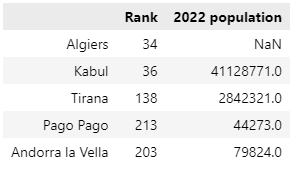 Rank 2022 population
Algiers 34 NaN
Kabul 36 41128771.0
Tirana 138 2842321.0
Pago Pago 213 44273.0
Andorra la Vella 203 79824.0